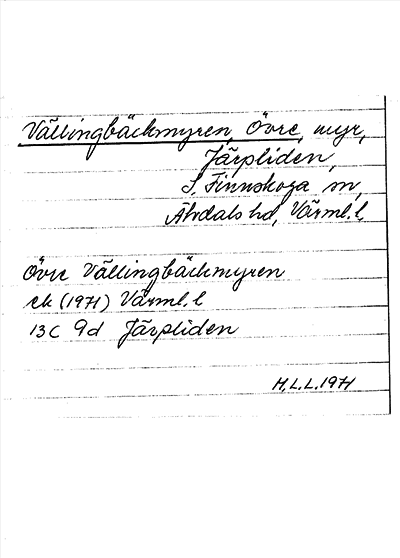 Vällingbäckmyren, Övre, myr,
Järpliden,
S. Finnskoga sn,
Älvdals hd, Värml. l.
Övre Vällingbäckmyren
ek (1971) Värml. l
13C 9d Järpliden
H.L.L. 1971